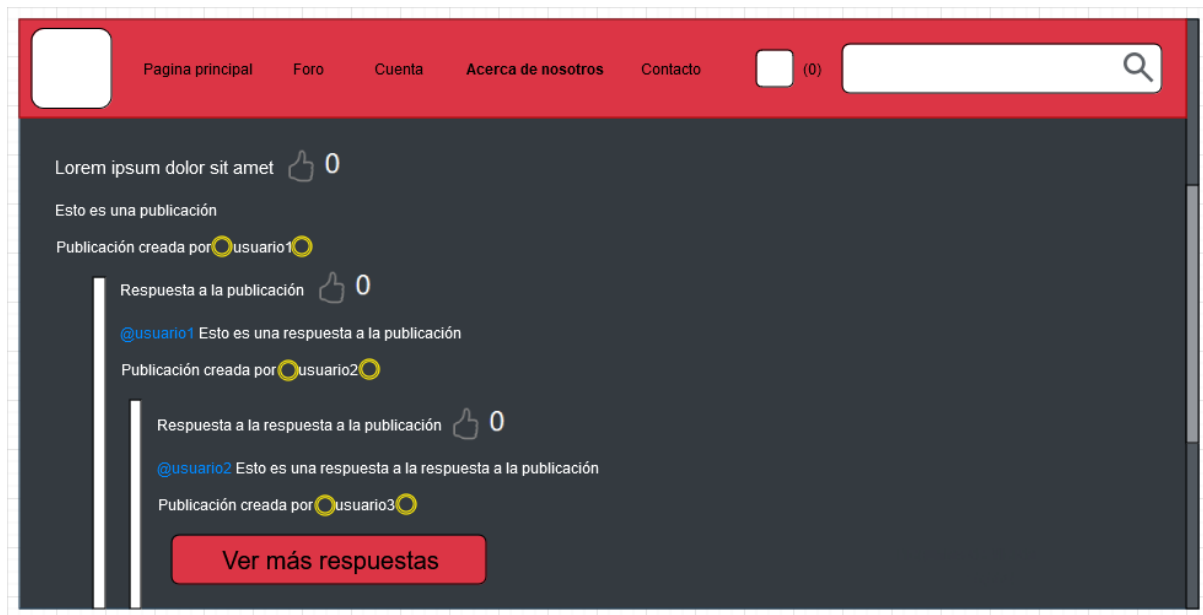 Pagina principal Foro Cuenta Acerca de nosotros Contacto (0)
Lorem ipsum dolor sit amet 0
Esto es una publicación
Publicación creada por usuario1
Respuesta a la publicación 0
@usuario1 Esto es una respuesta a la publicación
Publicación creada por usuario2
Respuesta a la respuesta a la publicación 0
@usuario2 Esto es una respuesta a la respuesta a la publicación
Publicación creada por usuario3
Ver más respuestas